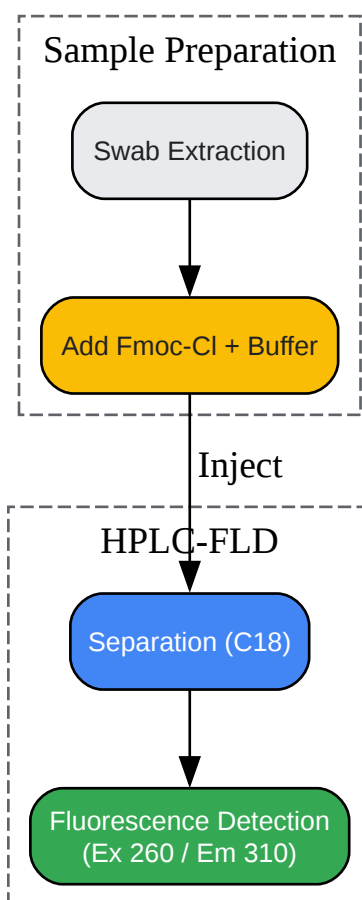 Sample Preparation
Swab Extraction
Add Fmoc-Cl + Buffer
Inject
HPLC-FLD
Separation (C18)
Fluorescence Detection
(Ex 260 / Em 310)